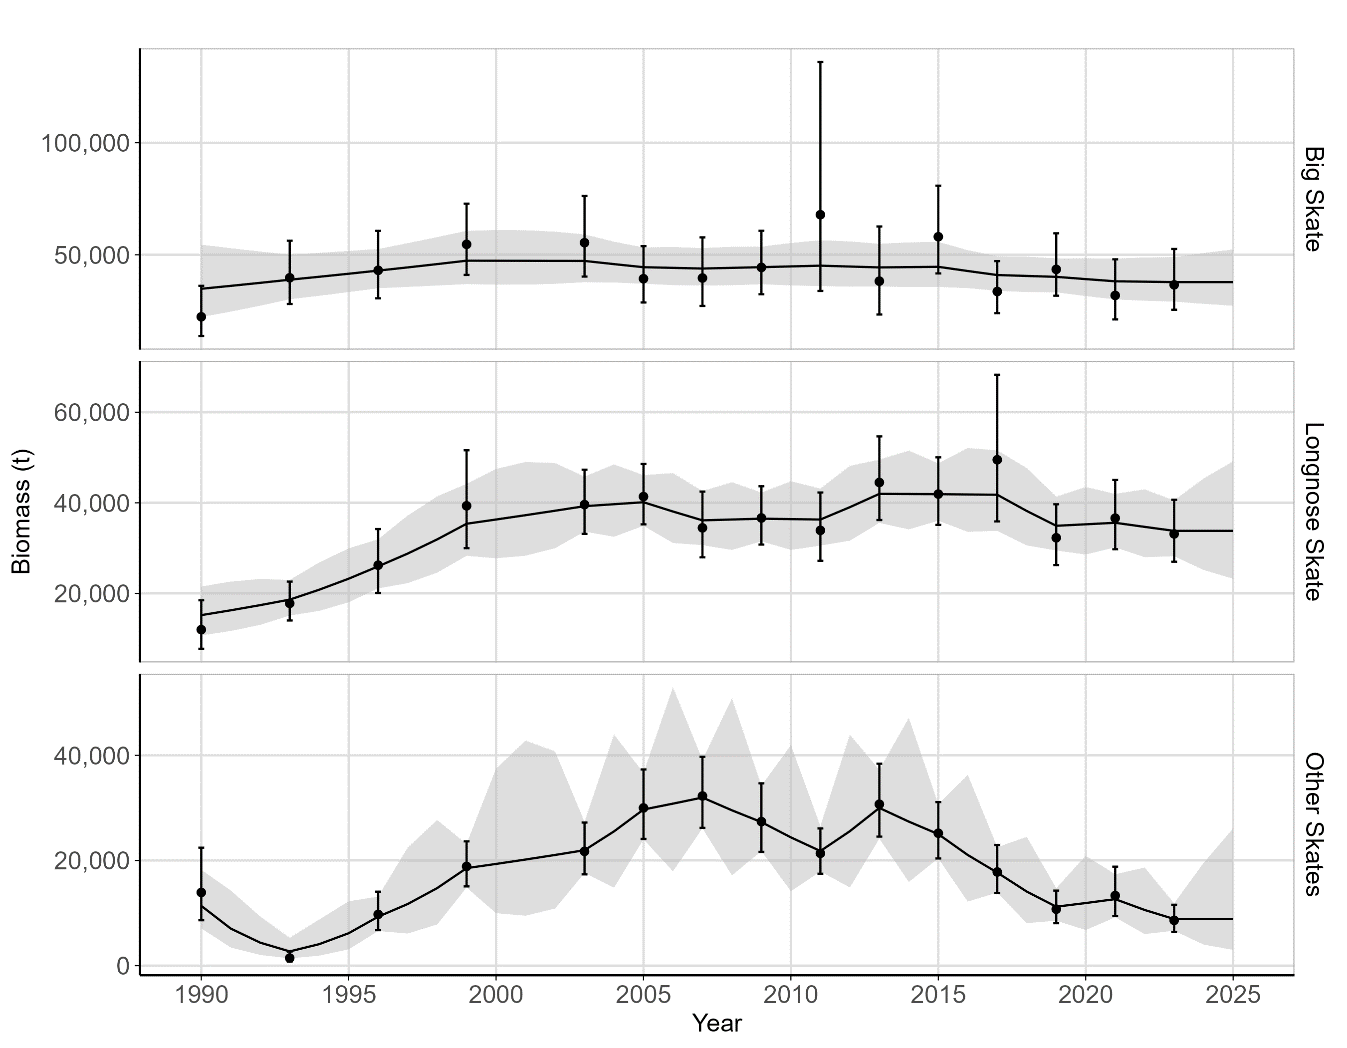 100,000
50,000
Big Skate
60,000
40,000
20,000
Longnose Skate
Biomass (t)
40,000
20,000
0
Other Skates
1990 1995 2000 2005 2010 2015 2020 2025
Year